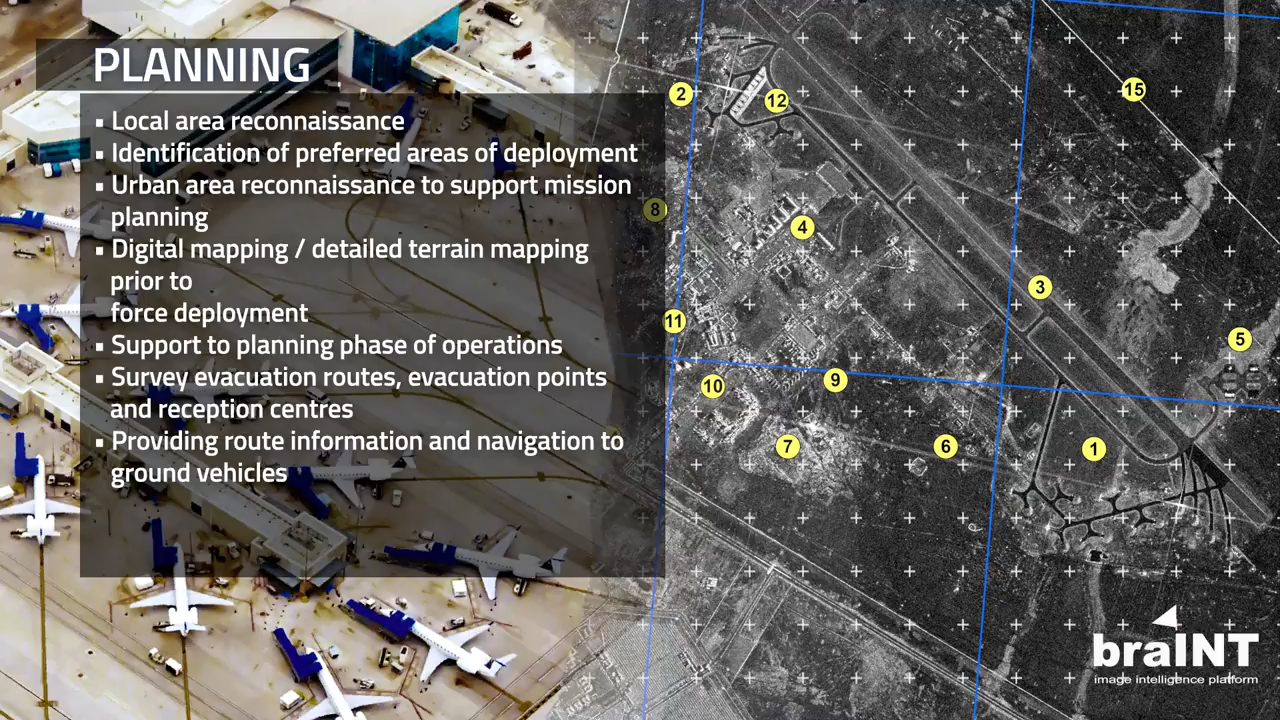 PLANNING
▪ Local area reconnaissance
▪ Identification of preferred areas of deployment
▪ Urban area reconnaissance to support mission
planning
▪ Digital mapping / detailed terrain mapping
prior to
force deployment
▪ Support to planning phase of operations
▪ Survey evacuation routes, evacuation points
and reception centres
▪ Providing route information and navigation to
ground vehicles
2
12
15
8
4
3
11
5
10
9
7
6
1
braINT
image intelligence platform